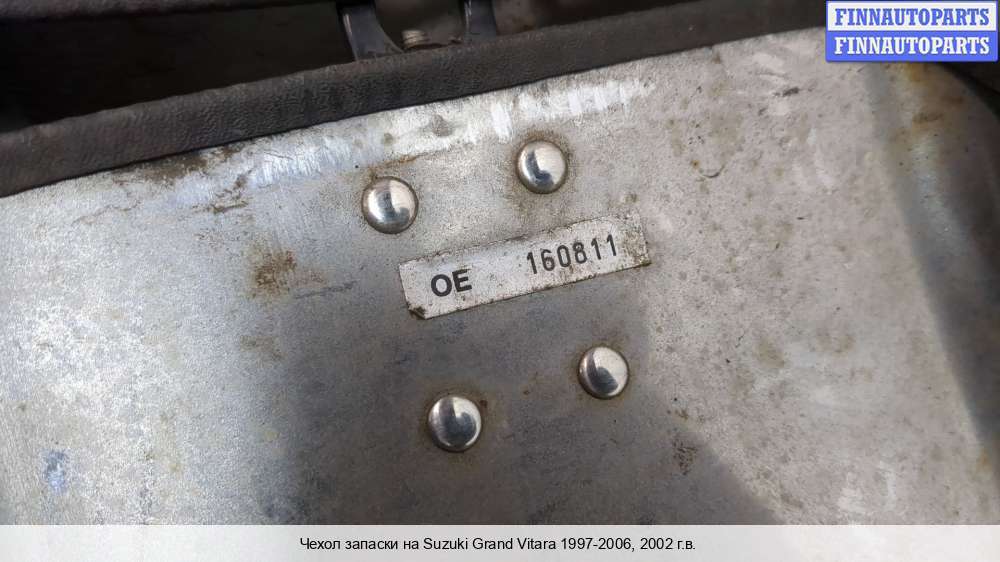 FINNAUTOPARTS
FINNAUTOPARTS
OE 160811
Чехол запаски на Suzuki Grand Vitara 1997-2006, 2002 г.в.